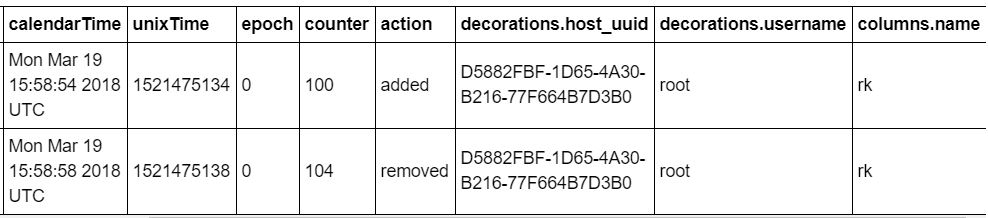 calendarTime unixTime epoch counter action decorations.host_uuid decorations.username columns.name
Mon Mar 19
15:58:54 2018
UTC
1521475134 0 100 added
D5882FBF-1D65-4A30-
B216-77F664B7D3B0
root rk
Mon Mar 19
15:58:58 2018
UTC
1521475138 0 104 removed
D5882FBF-1D65-4A30-
B216-77F664B7D3B0
root rk